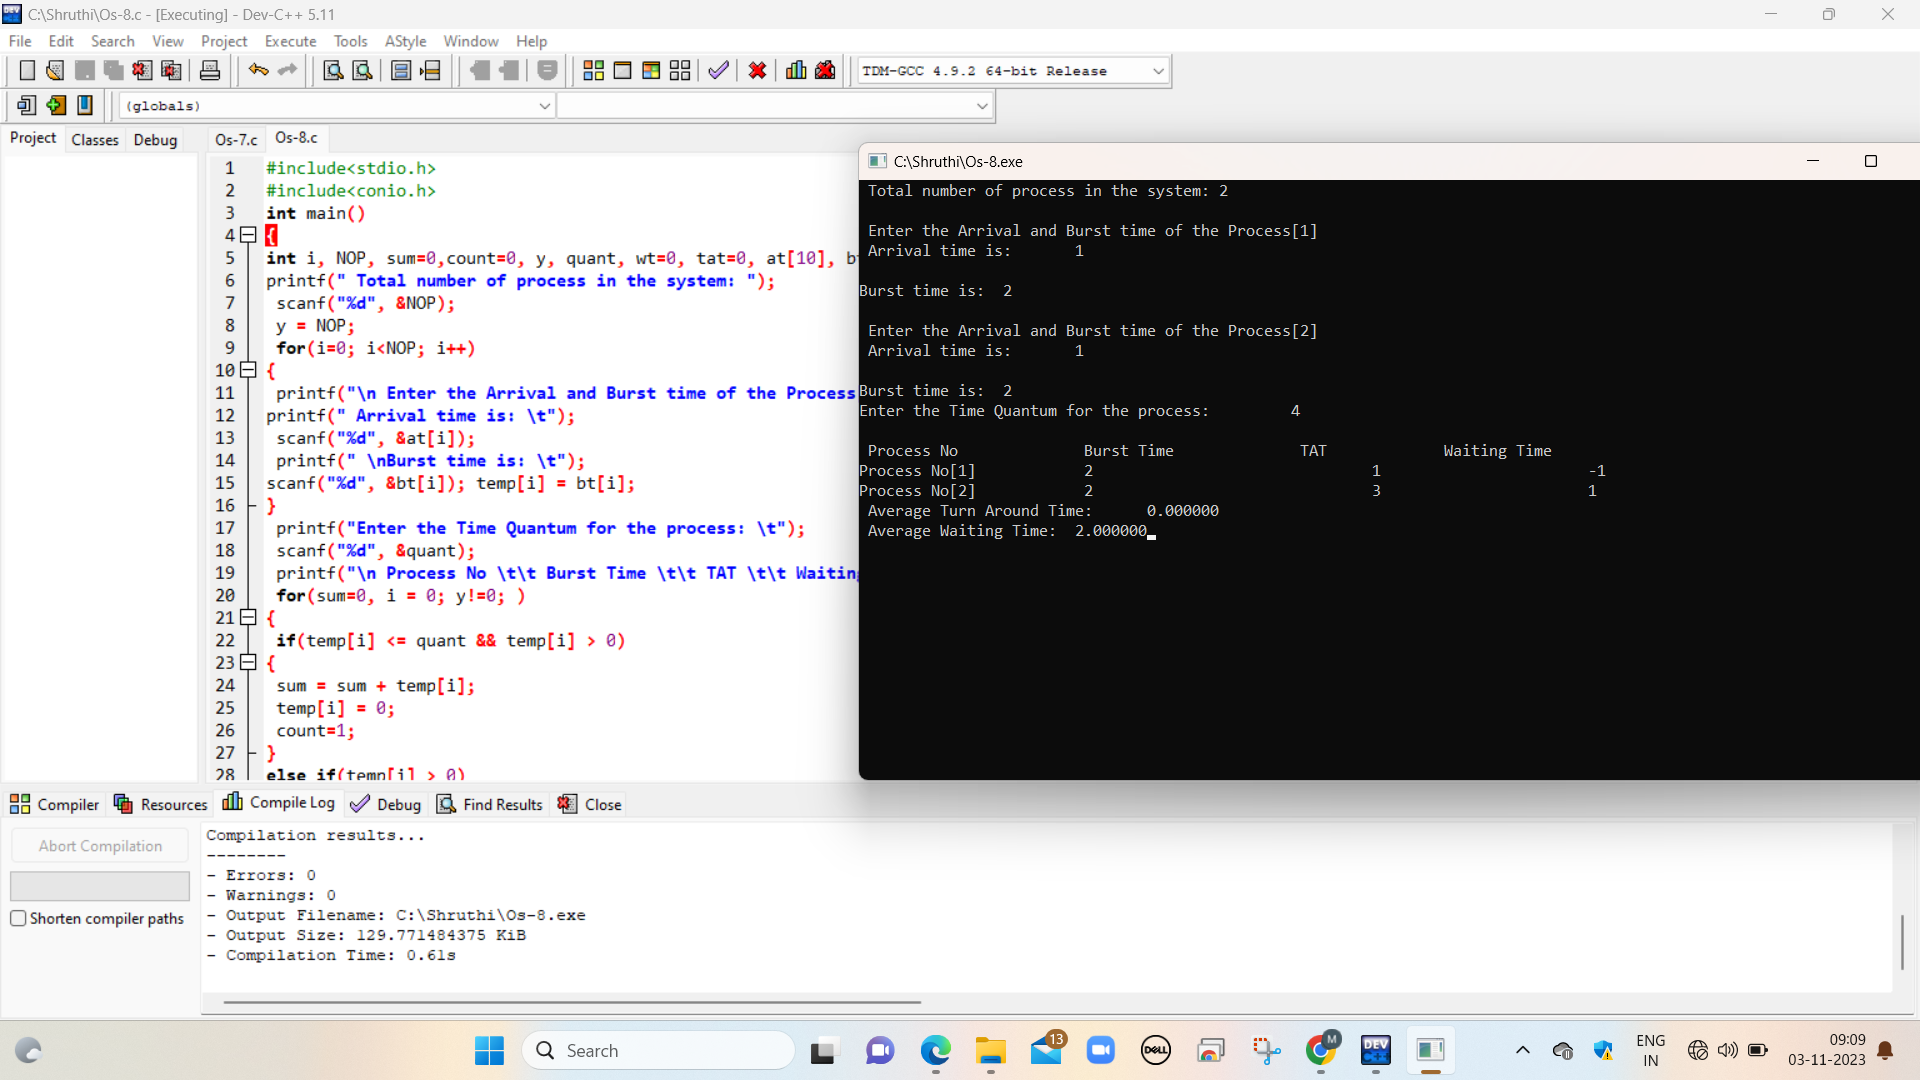 C:\Shruthi\Os-8.c - [Executing] - Dev-C++ 5.11
File Edit Search View Project Execute Tools AStyle Window Help
TDM-GCC 4.9.2 64-bit Release
(globals)
Project Classes Debug
Os-7.c Os-8.c
1 #include<stdio.h>
2 #include<conio.h>
3 int main()
4 {
5 int i, NOP, sum=0,count=0, y, quant, wt=0, tat=0, at[10], b
6 printf(" Total number of process in the system: ");
7 scanf("%d", &NOP);
8 y = NOP;
9 for(i=0; i<NOP; i++)
10 {
11 printf("\n Enter the Arrival and Burst time of the Process
12 printf(" Arrival time is: \t");
13 scanf("%d", &at[i]);
14 printf(" \nBurst time is: \t");
15 scanf("%d", &bt[i]); temp[i] = bt[i];
16 }
17 printf("Enter the Time Quantum for the process: \t");
18 scanf("%d", &quant);
19 printf("\n Process No \t\t Burst Time \t\t TAT \t\t Waitin
20 for(sum=0, i = 0; y!=0; )
21 {
22 if(temp[i] <= quant && temp[i] > 0)
23 {
24 sum = sum + temp[i];
25 temp[i] = 0;
26 count=1;
27 }
28 else if(temp[i] > 0)
C:\Shruthi\Os-8.exe
Total number of process in the system: 2
Enter the Arrival and Burst time of the Process[1]
Arrival time is: 1
Burst time is: 2
Enter the Arrival and Burst time of the Process[2]
Arrival time is: 1
Burst time is: 2
Enter the Time Quantum for the process: 4
Process No Burst Time TAT Waiting Time
Process No[1] 2 1 -1
Process No[2] 2 3 1
Average Turn Around Time: 0.000000
Average Waiting Time: 2.000000
Compiler Resources Compile Log Debug Find Results Close
Abort Compilation
Shorten compiler paths
Compilation results...
--------
- Errors: 0
- Warnings: 0
- Output Filename: C:\Shruthi\Os-8.exe
- Output Size: 129.771484375 KiB
- Compilation Time: 0.61s
Search
13
DELL
M
DEV C++
ENG
IN
09:09
03-11-2023